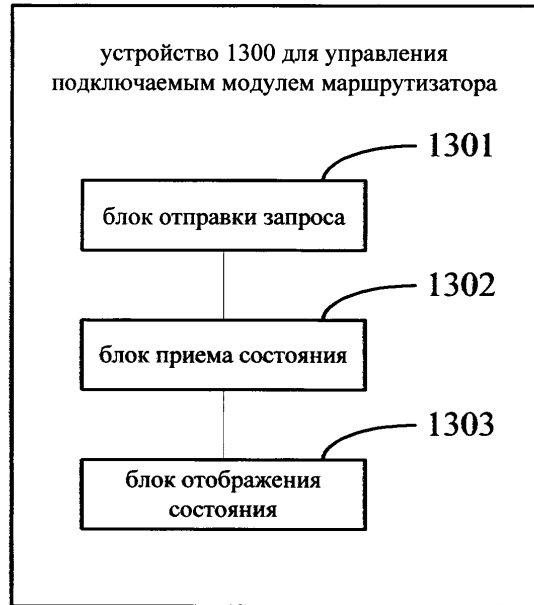 устройство 1300 для управления
подключаемым модулем маршрутизатора
1301
блок отправки запроса
1302
блок приема состояния
1303
блок отображения
состояния